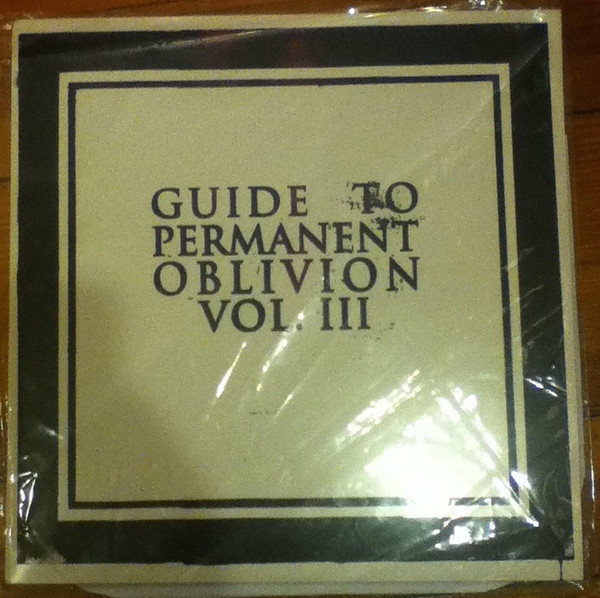 GUIDE TO
PERMANENT
OBLIVION
VOL. III